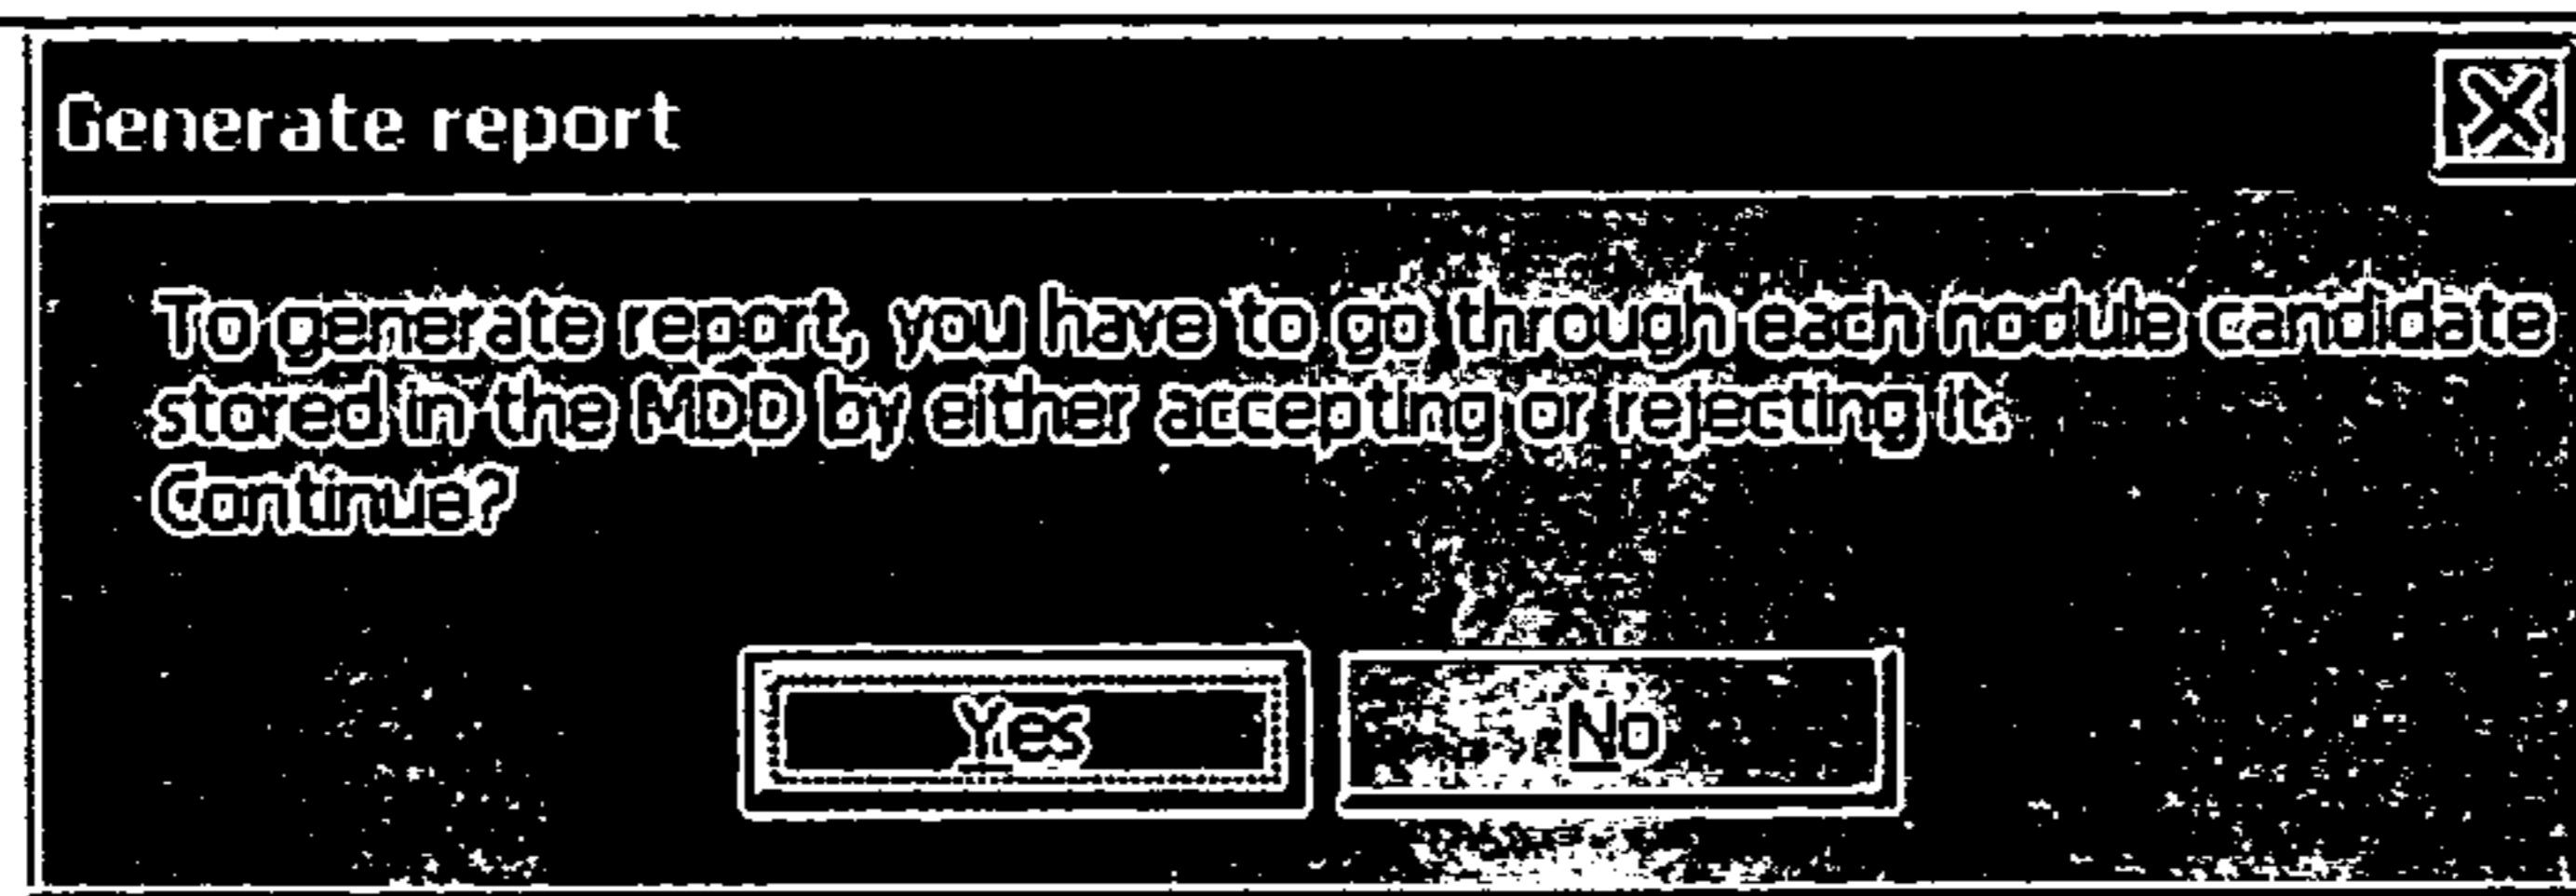 Generate report
To generate report, you have to go through each nodule candidate
stored in the MDD by either accepting or rejecting it.
Continue?
Yes
No